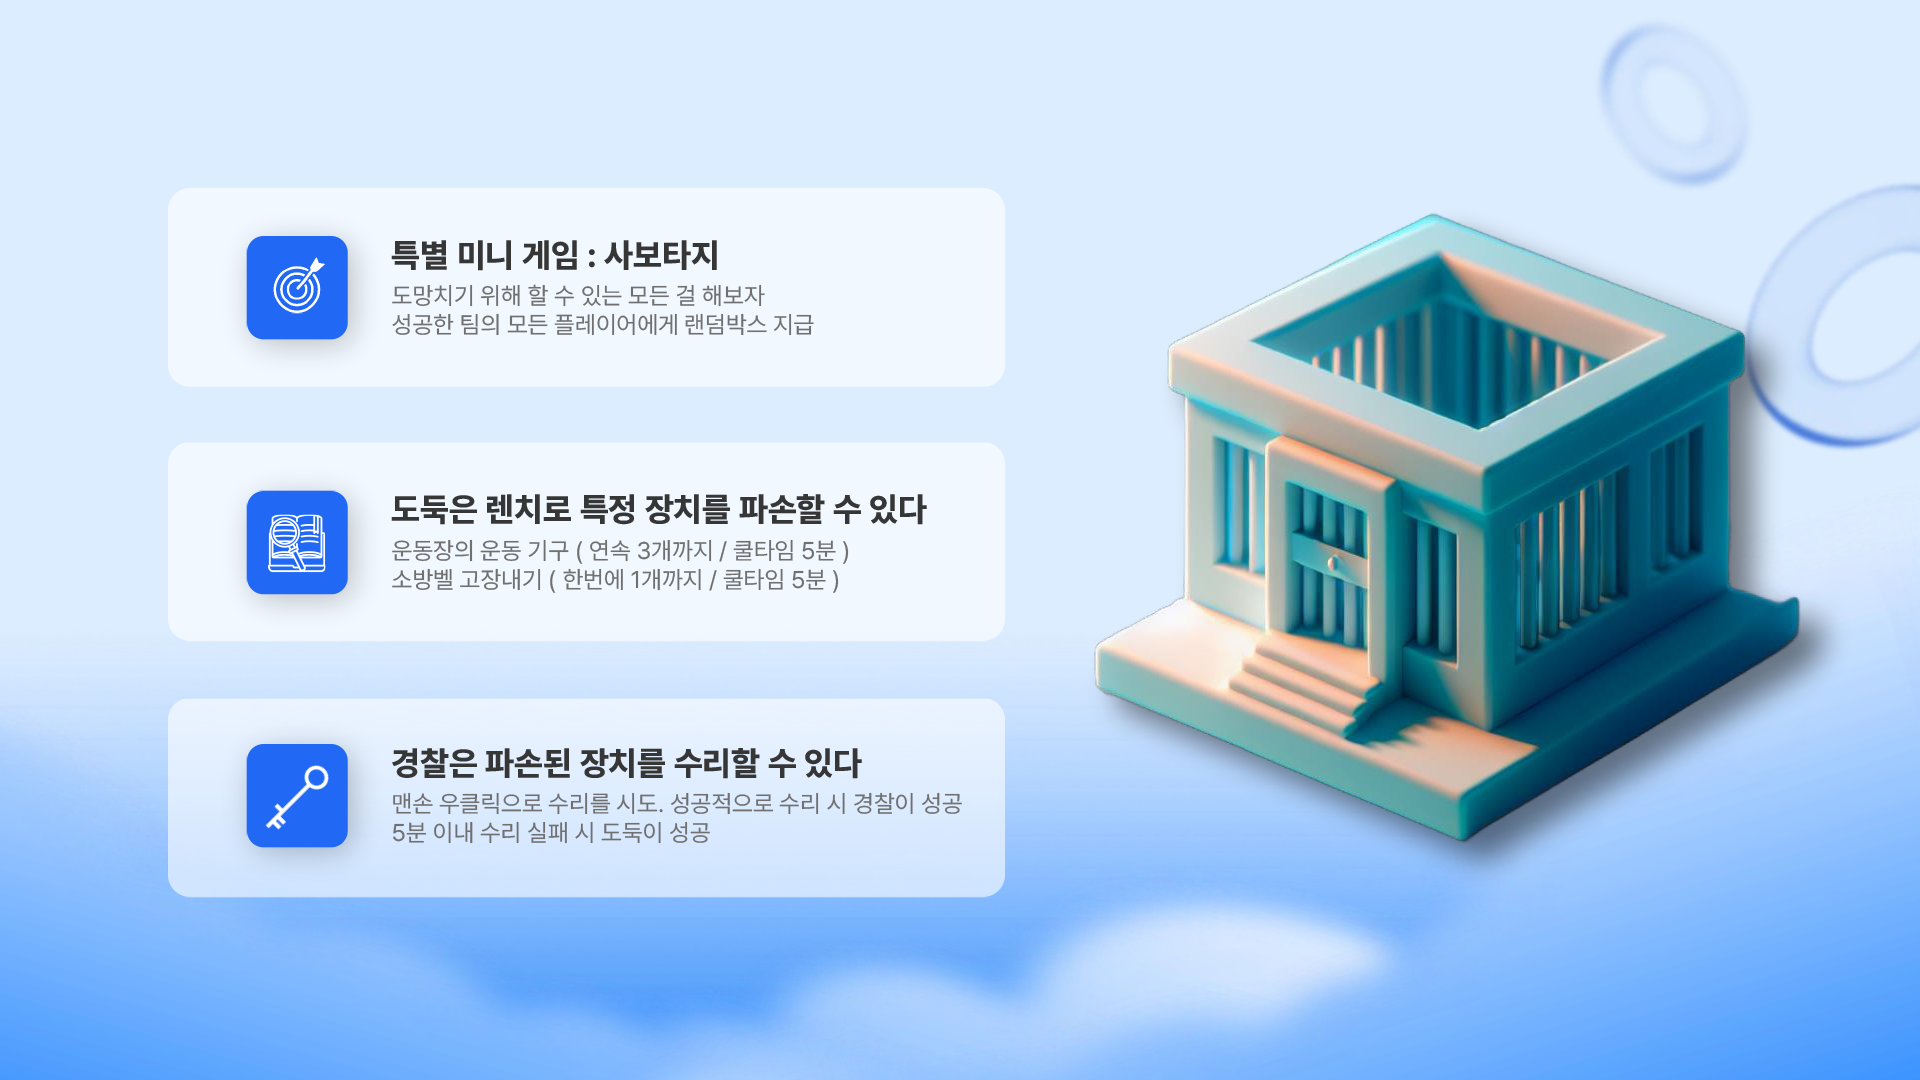 특별 미니 게임 : 사보타지
도망치기 위해 할 수 있는 모든 걸 해보자
성공한 팀의 모든 플레이어에게 랜덤박스 지급
도둑은 렌치로 특정 장치를 파손할 수 있다
운동장의 운동 기구 ( 연속 3개까지 / 쿨타임 5분 )
소방벨 고장내기 ( 한번에 1개까지 / 쿨타임 5분 )
경찰은 파손된 장치를 수리할 수 있다
맨손 우클릭으로 수리를 시도. 성공적으로 수리 시 경찰이 성공
5분 이내 수리 실패 시 도둑이 성공